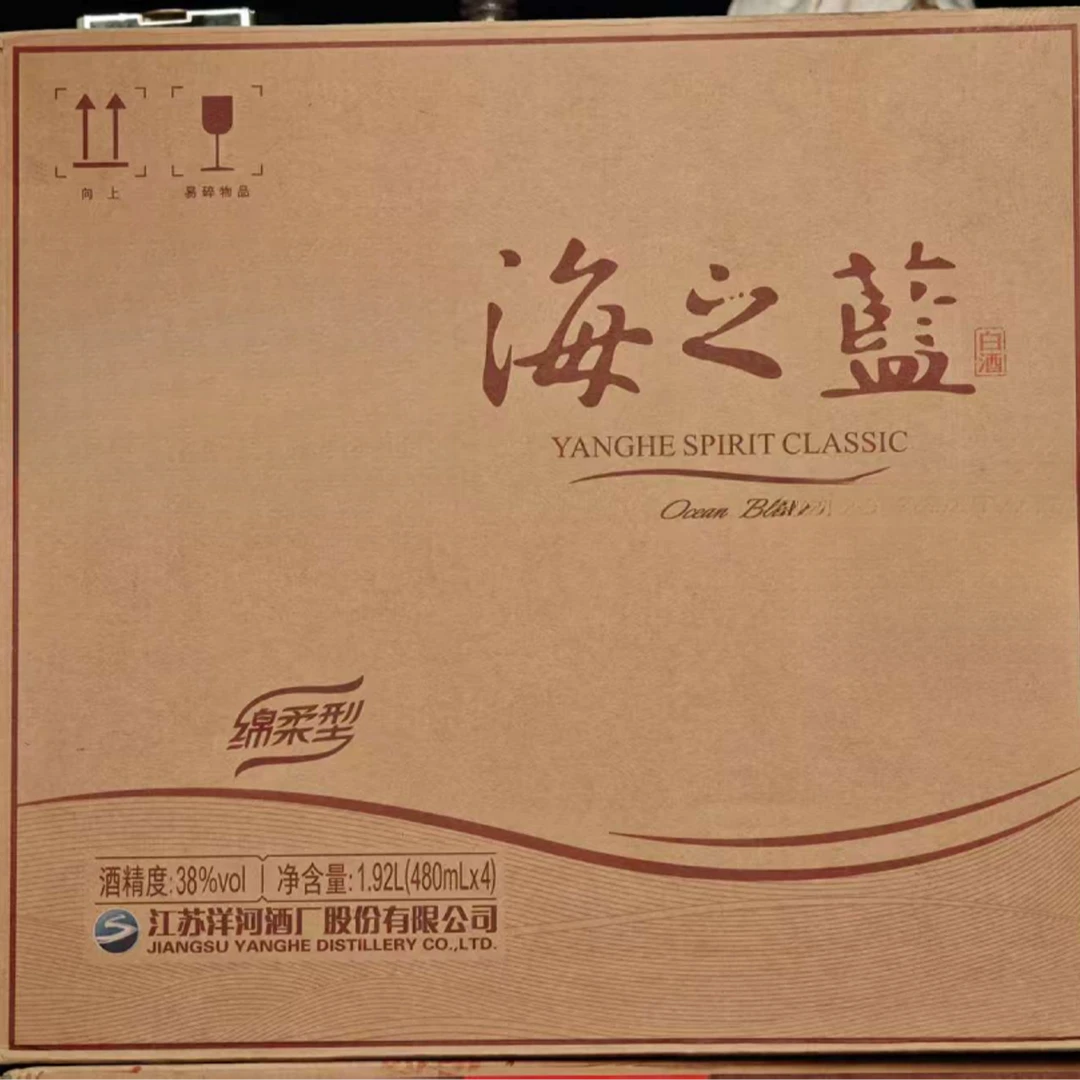 向上
易碎物品
海之藍
白酒
YANGHE SPIRIT CLASSIC
Ocean
绵柔型
酒精度:38%vol 净含量:1.92L(480mLx4)
江苏洋河酒厂股份有限公司
JIANGSU YANGHE DISTILLERY CO.,LTD.